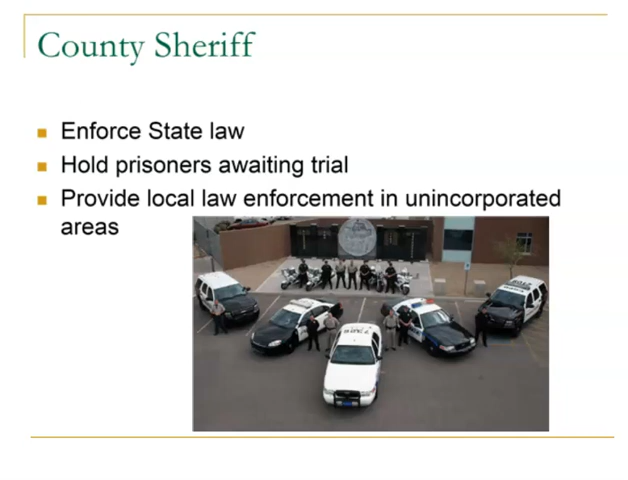 County Sheriff
Enforce State law
Hold prisoners awaiting trial
Provide local law enforcement in unincorporated
areas